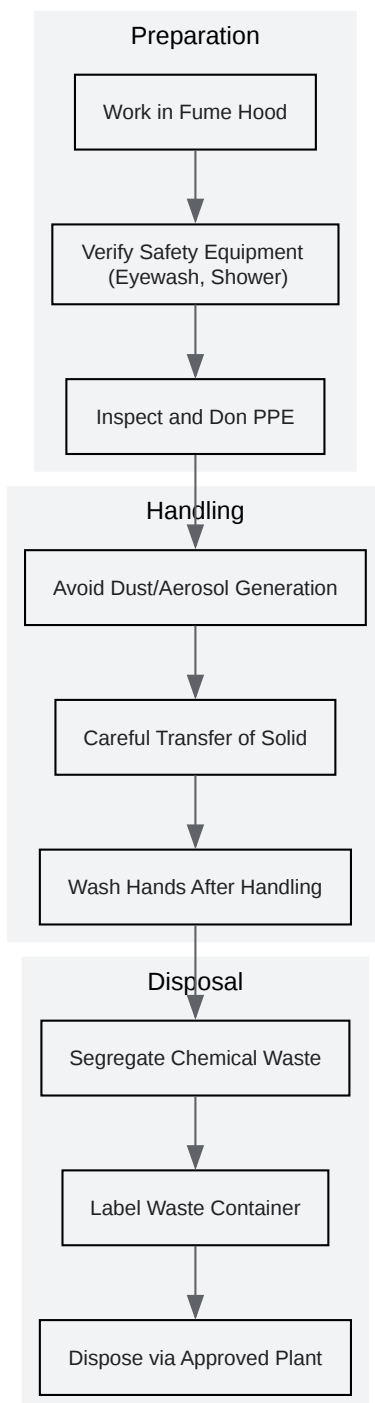 Preparation
Work in Fume Hood
Verify Safety Equipment
(Eyewash, Shower)
Inspect and Don PPE
Handling
Avoid Dust/Aerosol Generation
Careful Transfer of Solid
Wash Hands After Handling
Disposal
Segregate Chemical Waste
Label Waste Container
Dispose via Approved Plant